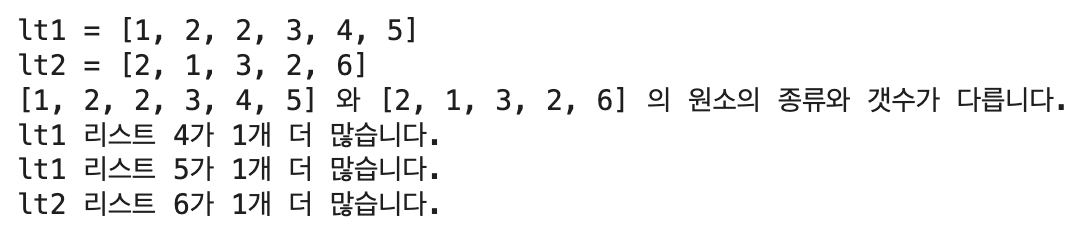 lt1 = [1, 2, 2, 3, 4, 5]
lt2 = [2, 1, 3, 2, 6]
[1, 2, 2, 3, 4, 5] 와 [2, 1, 3, 2, 6] 의 원소의 종류와 갯수가 다릅니다.
lt1 리스트 4가 1개 더 많습니다.
lt1 리스트 5가 1개 더 많습니다.
lt2 리스트 6가 1개 더 많습니다.